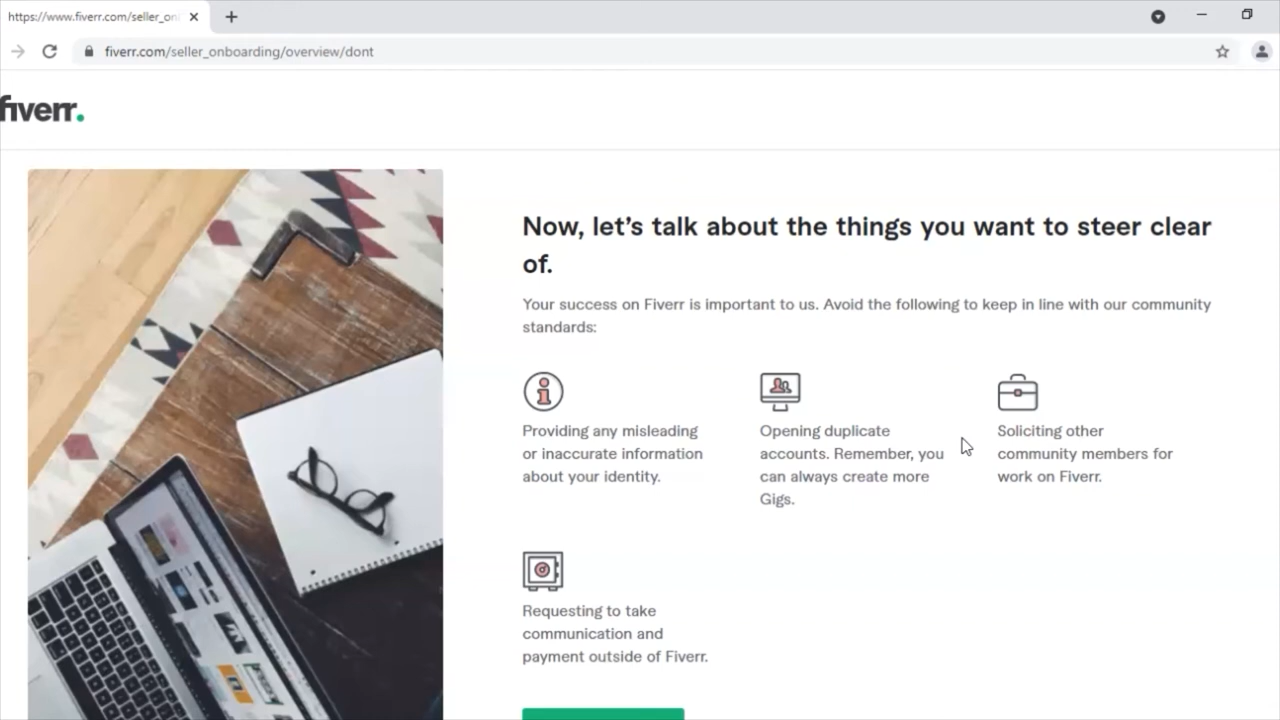 https://www.fiverr.com/seller_on
fiverr.com/seller_onboarding/overview/dont
fiverr.
Now, let's talk about the things you want to steer clear
of.
Your success on Fiverr is important to us. Avoid the following to keep in line with our community
standards:
Providing any misleading
or inaccurate information
about your identity.
Opening duplicate
accounts. Remember, you
can always create more
Gigs.
Soliciting other
community members for
work on Fiverr.
Requesting to take
communication and
payment outside of Fiverr.